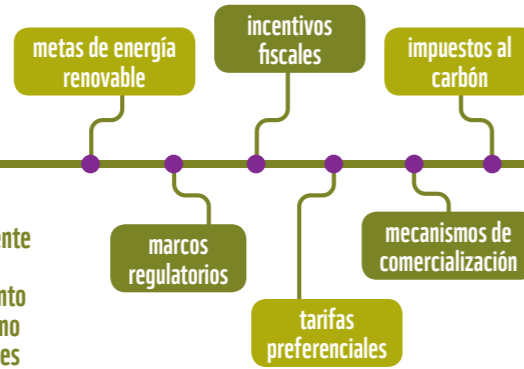 metas de energía
renovable
incentivos
fiscales
impuestos al
carbón
marcos
regulatorios
tarifas
preferenciales
mecanismos de
comercialización